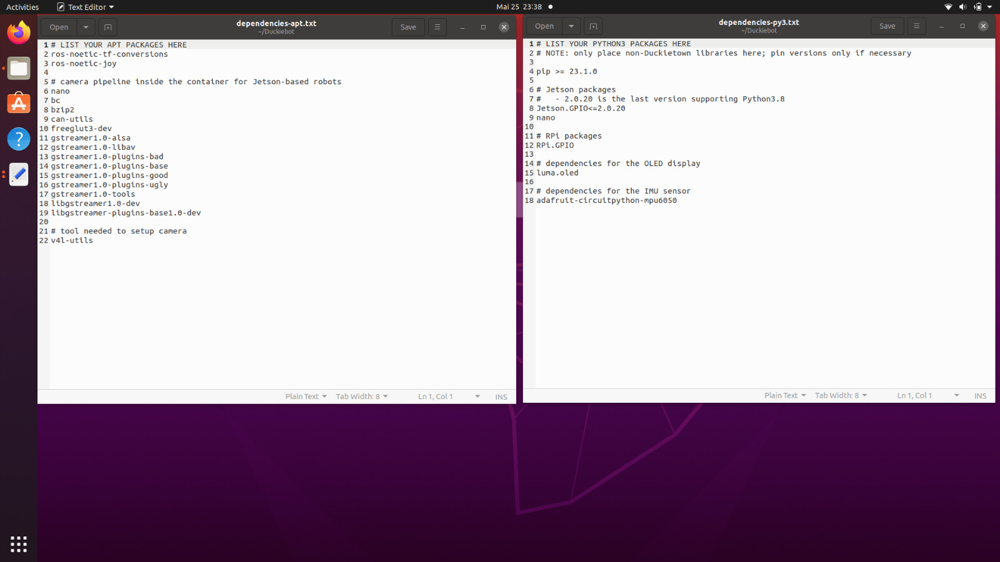 Activities
Text Editor
Mai 25 23:38
Open
dependencies-apt.txt
~/Duckiebot
Save
1 # LIST YOUR APT PACKAGES HERE
2 ros-noetic-tf-conversions
3 ros-noetic-joy
4
5 # camera pipeline inside the container for Jetson-based robots
6 nano
7 bc
8 bzip2
9 can-utils
10 freeglut3-dev
11 gstreamer1.0-alsa
12 gstreamer1.0-libav
13 gstreamer1.0-plugins-bad
14 gstreamer1.0-plugins-base
15 gstreamer1.0-plugins-good
16 gstreamer1.0-plugins-ugly
17 gstreamer1.0-tools
18 libgstreamer1.0-dev
19 libgstreamer-plugins-base1.0-dev
20
21 # tool needed to setup camera
22 v4l-utils
Plain Text
Tab Width: 8
Ln 1, Col 1
INS
Open
dependencies-py3.txt
~/Duckiebot
Save
1 # LIST YOUR PYTHON3 PACKAGES HERE
2 # NOTE: only place non-Duckietown libraries here; pin versions only if necessary
3
4 pip >= 23.1.0
5
6 # Jetson packages
7 #   - 2.0.20 is the last version supporting Python3.8
8 Jetson.GPIO<=2.0.20
9 nano
10
11 # RPi packages
12 RPi.GPIO
13
14 # dependencies for the OLED display
15 luma.oled
16
17 # dependencies for the IMU sensor
18 adafruit-circuitpython-mpu6050
Plain Text
Tab Width: 8
Ln 1, Col 1
INS